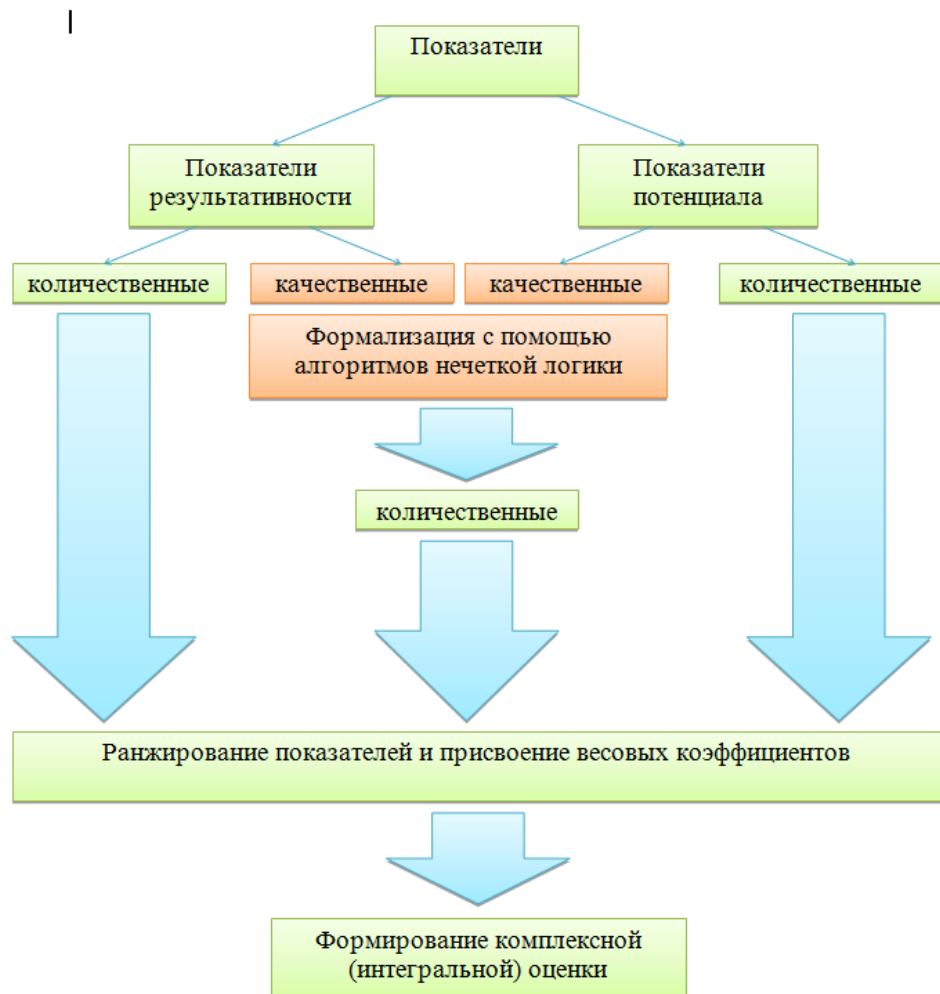 Показатели
Показатели
результативности
Показатели
потенциала
количественные
качественные
качественные
количественные
Формализация с помощью
алгоритмов нечеткой логики
количественные
Ранжирование показателей и присвоение весовых коэффициентов
Формирование комплексной
(интегральной) оценки